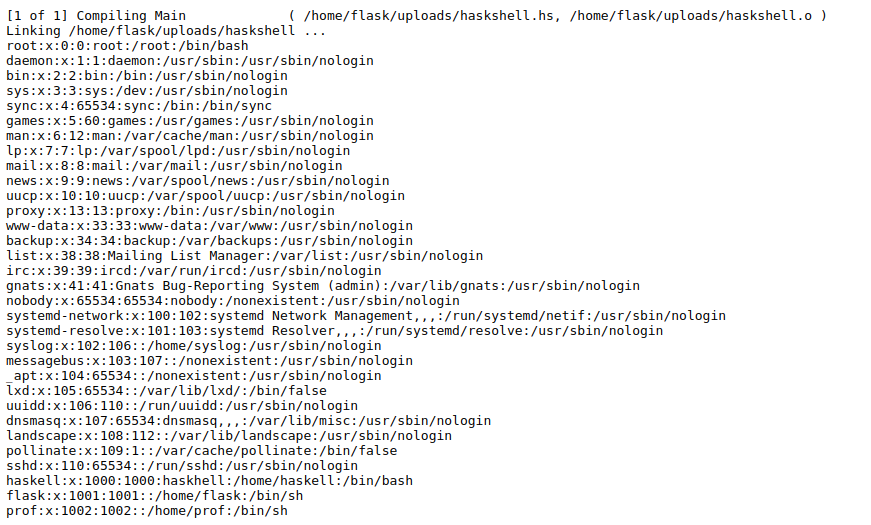 [1 of 1] Compiling Main             ( /home/flask/uploads/haskshell.hs, /home/flask/uploads/haskshell.o )
Linking /home/flask/uploads/haskshell ...
root:x:0:0:root:/root:/bin/bash
daemon:x:1:1:daemon:/usr/sbin:/usr/sbin/nologin
bin:x:2:2:bin:/bin:/usr/sbin/nologin
sys:x:3:3:sys:/dev:/usr/sbin/nologin
sync:x:4:65534:sync:/bin:/bin/sync
games:x:5:60:games:/usr/games:/usr/sbin/nologin
man:x:6:12:man:/var/cache/man:/usr/sbin/nologin
lp:x:7:7:lp:/var/spool/lpd:/usr/sbin/nologin
mail:x:8:8:mail:/var/mail:/usr/sbin/nologin
news:x:9:9:news:/var/spool/news:/usr/sbin/nologin
uucp:x:10:10:uucp:/var/spool/uucp:/usr/sbin/nologin
proxy:x:13:13:proxy:/bin:/usr/sbin/nologin
www-data:x:33:33:www-data:/var/www:/usr/sbin/nologin
backup:x:34:34:backup:/var/backups:/usr/sbin/nologin
list:x:38:38:Mailing List Manager:/var/list:/usr/sbin/nologin
irc:x:39:39:ircd:/var/run/ircd:/usr/sbin/nologin
gnats:x:41:41:Gnats Bug-Reporting System (admin):/var/lib/gnats:/usr/sbin/nologin
nobody:x:65534:65534:nobody:/nonexistent:/usr/sbin/nologin
systemd-network:x:100:102:systemd Network Management,,,:/run/systemd/netif:/usr/sbin/nologin
systemd-resolve:x:101:103:systemd Resolver,,,:/run/systemd/resolve:/usr/sbin/nologin
syslog:x:102:106::/home/syslog:/usr/sbin/nologin
messagebus:x:103:107::/nonexistent:/usr/sbin/nologin
_apt:x:104:65534::/nonexistent:/usr/sbin/nologin
lxd:x:105:65534::/var/lib/lxd/:/bin/false
uuidd:x:106:110::/run/uuidd:/usr/sbin/nologin
dnsmasq:x:107:65534:dnsmasq,,,:/var/lib/misc:/usr/sbin/nologin
landscape:x:108:112::/var/lib/landscape:/usr/sbin/nologin
pollinate:x:109:1::/var/cache/pollinate:/bin/false
sshd:x:110:65534::/run/sshd:/usr/sbin/nologin
haskell:x:1000:1000:haskhell:/home/haskell:/bin/bash
flask:x:1001:1001::/home/flask:/bin/sh
prof:x:1002:1002::/home/prof:/bin/sh